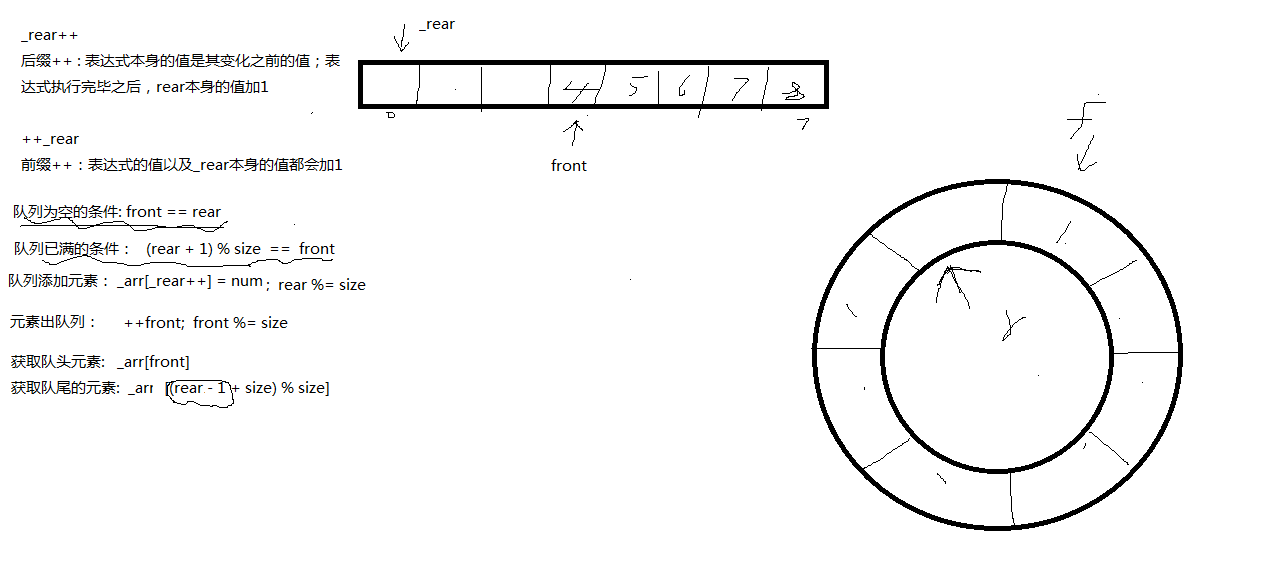 _rear++
后缀++：表达式本身的值是其变化之前的值；表
达式执行完毕之后，rear本身的值加1
++_rear
前缀++：表达式的值以及_rear本身的值都会加1
队列为空的条件: front == rear
队列已满的条件： (rear + 1) % size == front
队列添加元素： _arr[_rear++] = num； rear %= size
元素出队列： ++front; front %= size
获取队头元素: _arr[front]
获取队尾的元素: _arr [(rear - 1 + size) % size]
_rear
4 5 6 7 8
0 7
front
f
r